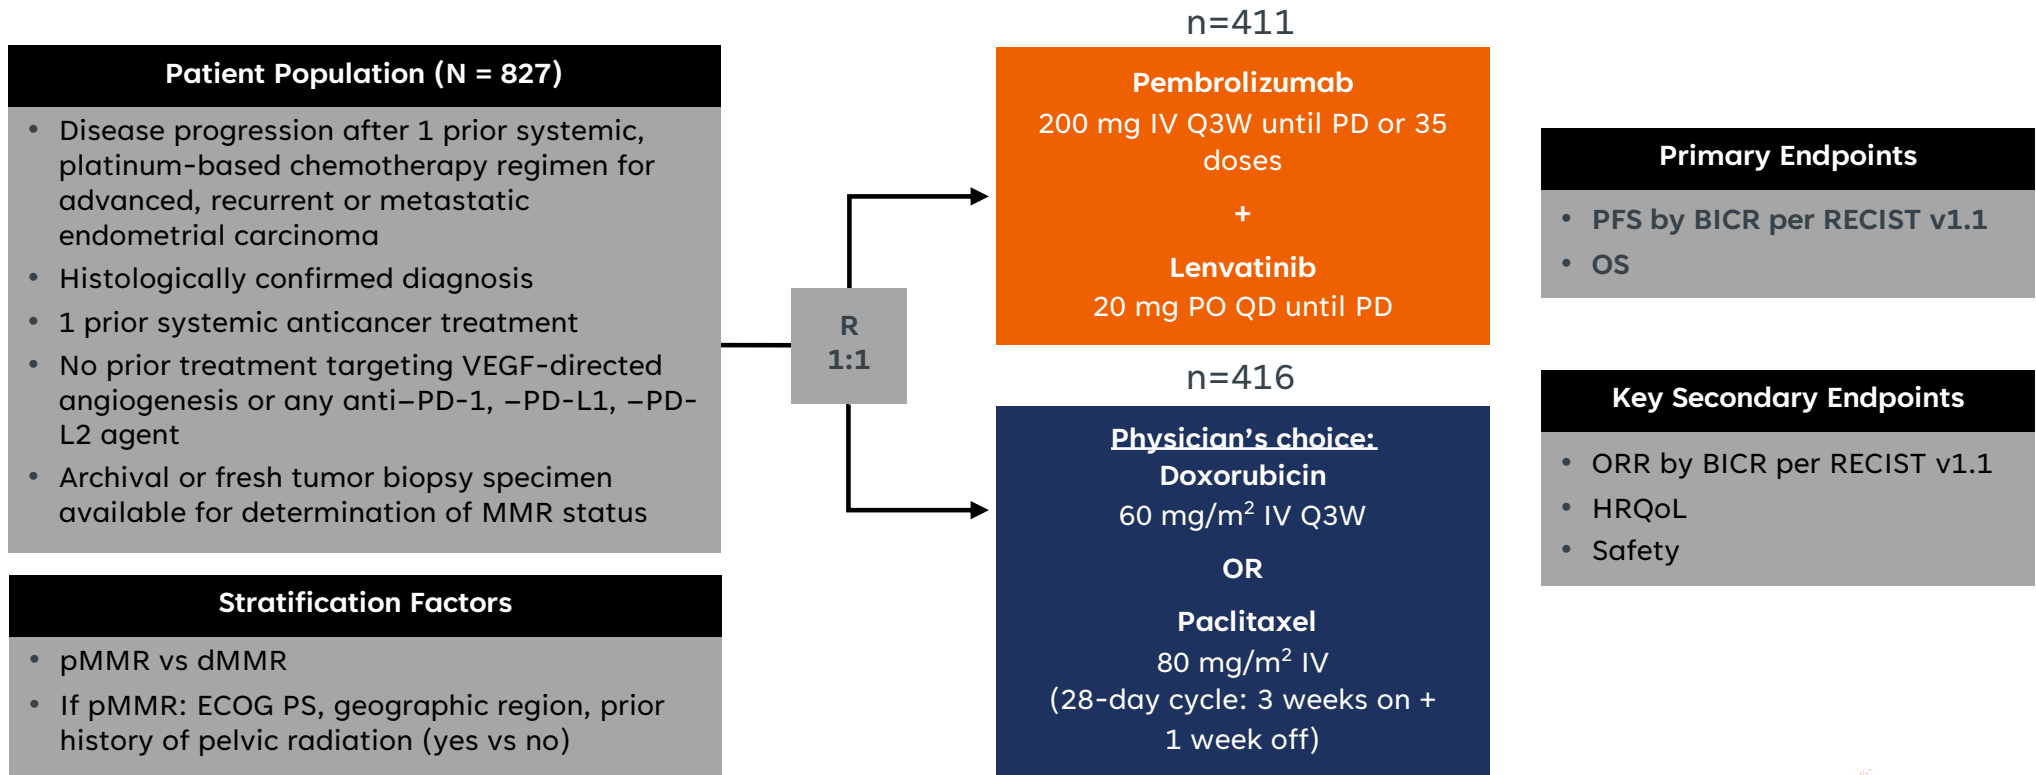 Patient Population (N = 827)
• Disease progression after 1 prior systemic,
platinum-based chemotherapy regimen for
advanced, recurrent or metastatic
endometrial carcinoma
• Histologically confirmed diagnosis
• 1 prior systemic anticancer treatment
• No prior treatment targeting VEGF-directed
angiogenesis or any anti–PD-1, –PD-L1, –PD-
L2 agent
• Archival or fresh tumor biopsy specimen
available for determination of MMR status
Stratification Factors
• pMMR vs dMMR
• If pMMR: ECOG PS, geographic region, prior
history of pelvic radiation (yes vs no)
R
1:1
n=411
Pembrolizumab
200 mg IV Q3W until PD or 35
doses
+
Lenvatinib
20 mg PO QD until PD
n=416
Physician’s choice:
Doxorubicin
60 mg/m² IV Q3W
OR
Paclitaxel
80 mg/m² IV
(28-day cycle: 3 weeks on +
1 week off)
Primary Endpoints
• PFS by BICR per RECIST v1.1
• OS
Key Secondary Endpoints
• ORR by BICR per RECIST v1.1
• HRQoL
• Safety